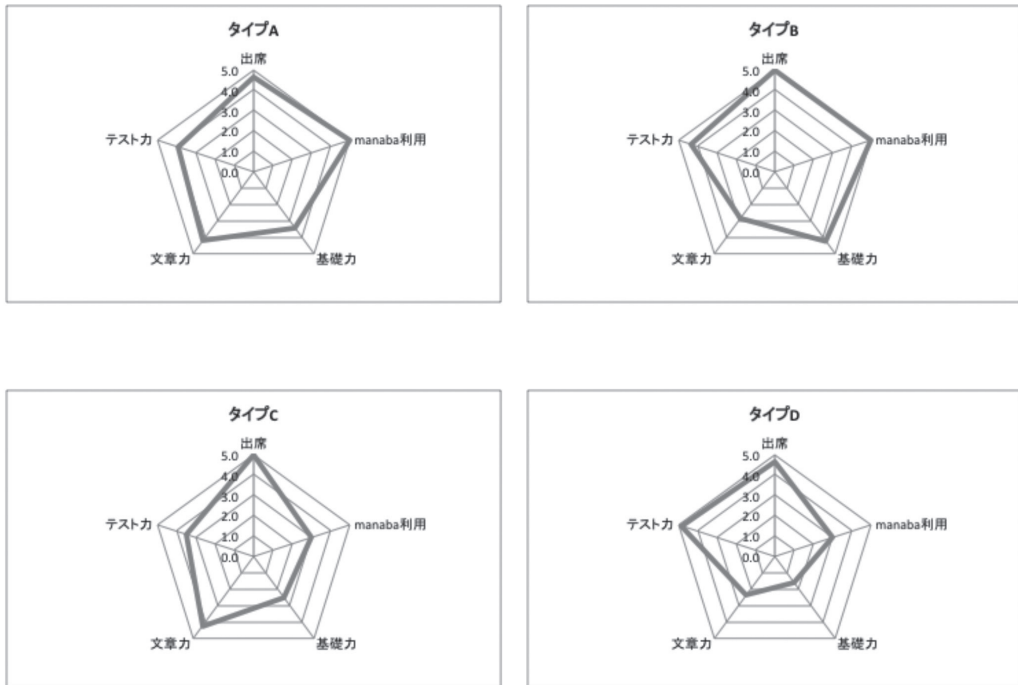 タイプA
出席
5.0
4.0
3.0
2.0
1.0
0.0
テスト力
manaba利用
文章力
基礎力
タイプB
出席
5.0
4.0
3.0
2.0
1.0
0.0
テスト力
manaba利用
文章力
基礎力
タイプC
出席
5.0
4.0
3.0
2.0
1.0
0.0
テスト力
manaba利用
文章力
基礎力
タイプD
出席
5.0
4.0
3.0
2.0
1.0
0.0
テスト力
manaba利用
文章力
基礎力